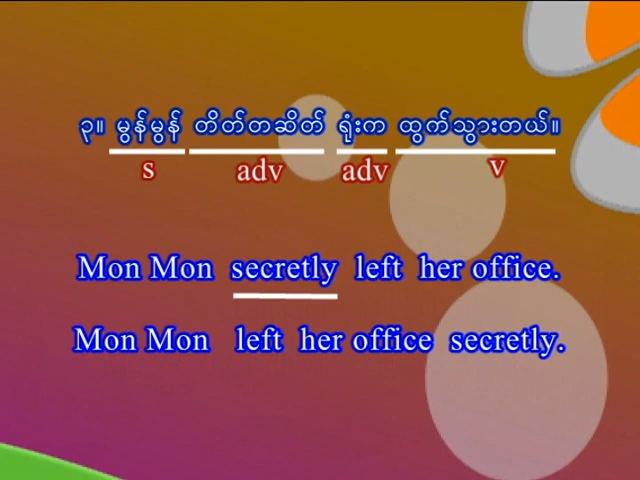 ၃။ မွန်မွန် တိတ်တဆိတ် ရုံးက ထွက်သွားတယ်။
s adv adv v
Mon Mon secretly left her office.
Mon Mon left her office secretly.